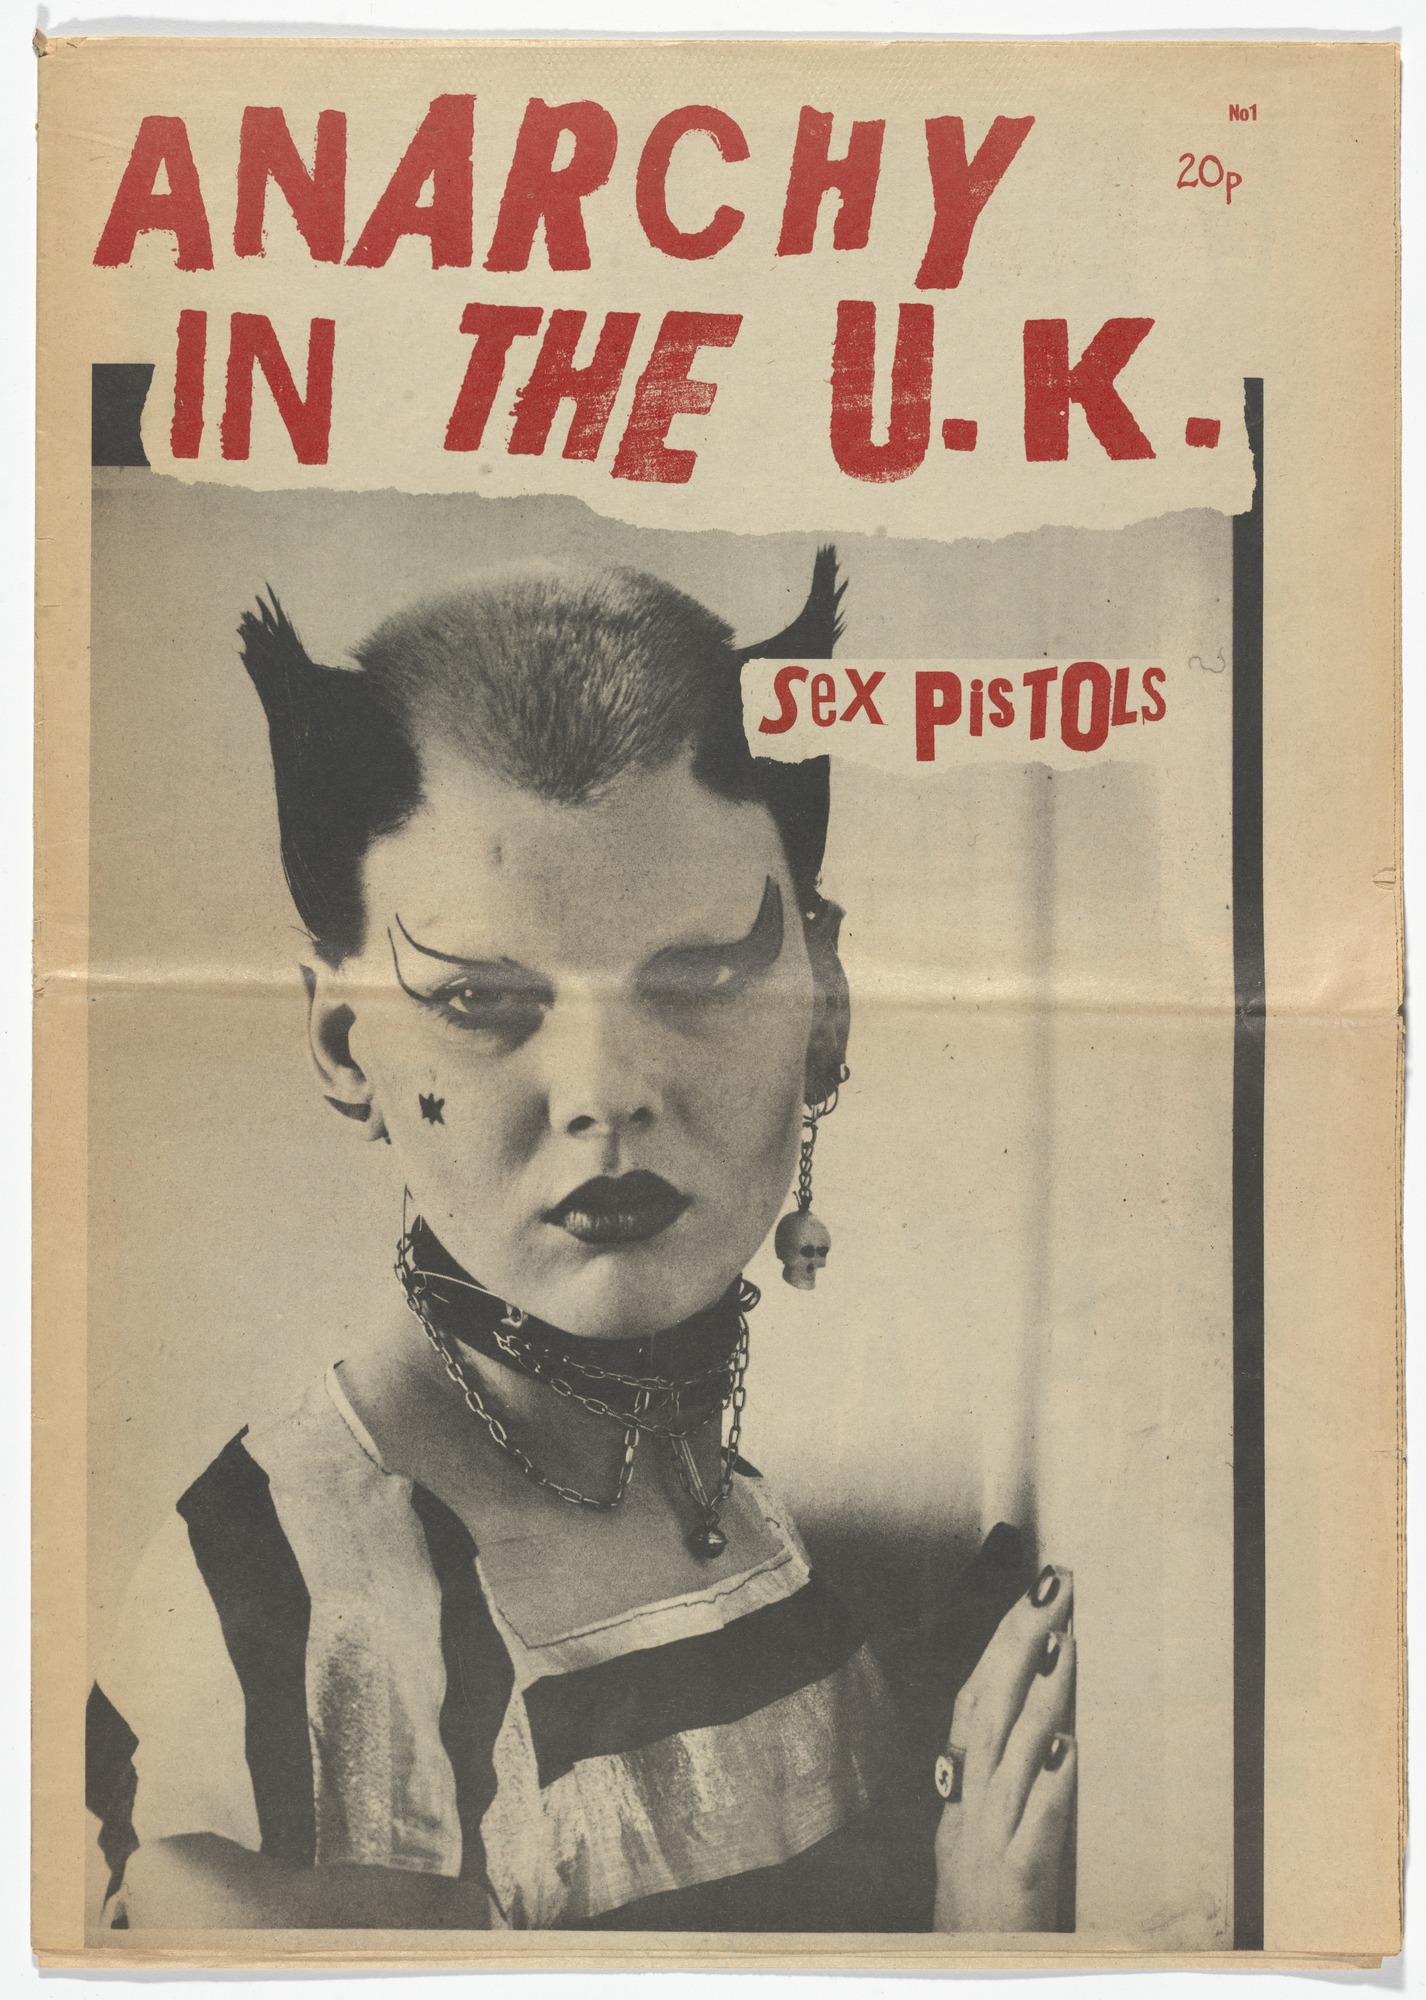 No1
20p
ANARCHY
IN THE U.K.
Sex PisTOLS